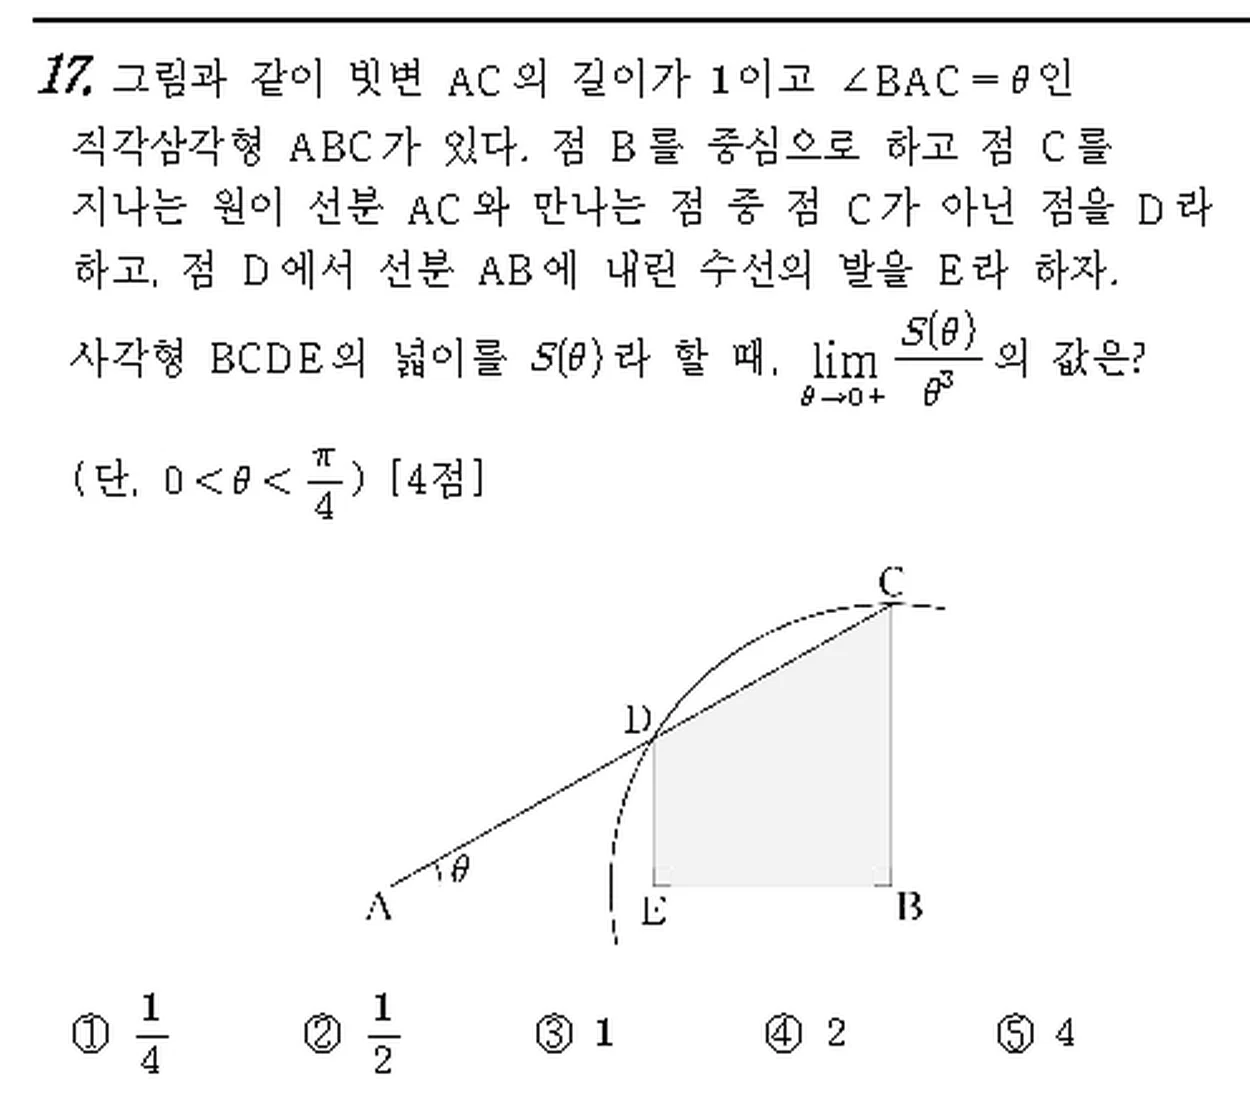 17. 그림과 같이 빗변 AC의 길이가 1이고 ∠BAC=θ인
직각삼각형 ABC가 있다. 점 B를 중심으로 하고 점 C를
지나는 원이 선분 AC와 만나는 점 중 점 C가 아닌 점을 D라
하고, 점 D에서 선분 AB에 내린 수선의 발을 E라 하자.
사각형 BCDE의 넓이를 S(θ)라 할 때, lim_{θ→0+} S(θ)/θ³의 값은?
(단, 0<θ<π/4) [4점]
C
D
θ
A
E
B
① 1/4 ② 1/2 ③ 1 ④ 2 ⑤ 4